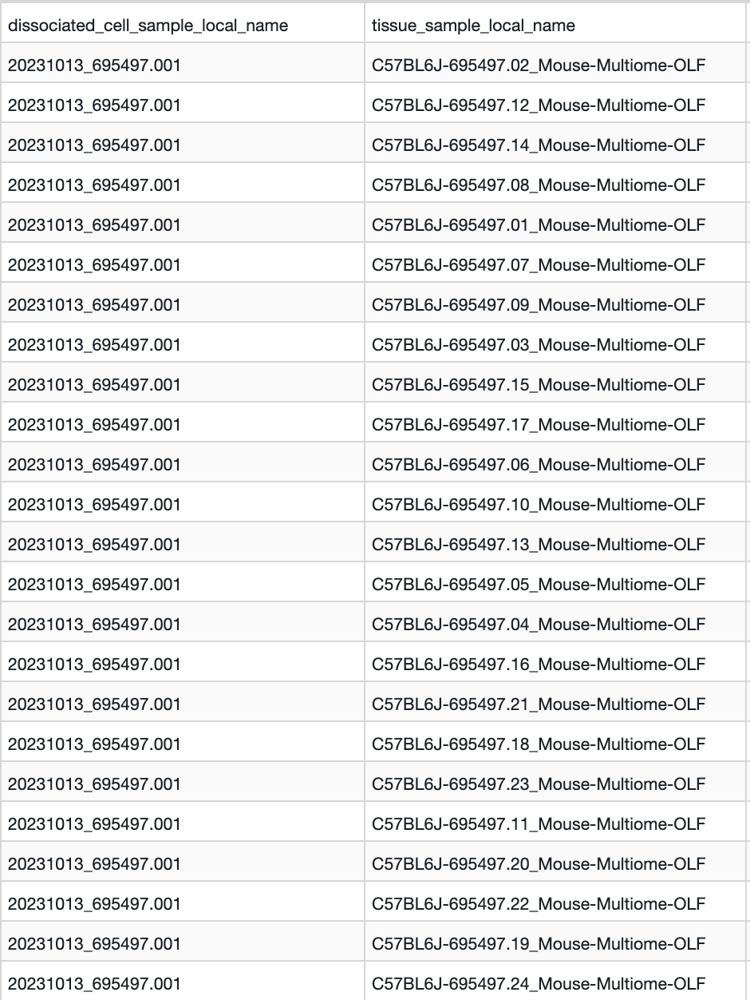 dissociated_cell_sample_local_name tissue_sample_local_name
20231013_695497.001 C57BL6J-695497.02_Mouse-Multiome-OLF
20231013_695497.001 C57BL6J-695497.12_Mouse-Multiome-OLF
20231013_695497.001 C57BL6J-695497.14_Mouse-Multiome-OLF
20231013_695497.001 C57BL6J-695497.08_Mouse-Multiome-OLF
20231013_695497.001 C57BL6J-695497.01_Mouse-Multiome-OLF
20231013_695497.001 C57BL6J-695497.07_Mouse-Multiome-OLF
20231013_695497.001 C57BL6J-695497.09_Mouse-Multiome-OLF
20231013_695497.001 C57BL6J-695497.03_Mouse-Multiome-OLF
20231013_695497.001 C57BL6J-695497.15_Mouse-Multiome-OLF
20231013_695497.001 C57BL6J-695497.17_Mouse-Multiome-OLF
20231013_695497.001 C57BL6J-695497.06_Mouse-Multiome-OLF
20231013_695497.001 C57BL6J-695497.10_Mouse-Multiome-OLF
20231013_695497.001 C57BL6J-695497.13_Mouse-Multiome-OLF
20231013_695497.001 C57BL6J-695497.05_Mouse-Multiome-OLF
20231013_695497.001 C57BL6J-695497.04_Mouse-Multiome-OLF
20231013_695497.001 C57BL6J-695497.16_Mouse-Multiome-OLF
20231013_695497.001 C57BL6J-695497.21_Mouse-Multiome-OLF
20231013_695497.001 C57BL6J-695497.18_Mouse-Multiome-OLF
20231013_695497.001 C57BL6J-695497.23_Mouse-Multiome-OLF
20231013_695497.001 C57BL6J-695497.11_Mouse-Multiome-OLF
20231013_695497.001 C57BL6J-695497.20_Mouse-Multiome-OLF
20231013_695497.001 C57BL6J-695497.22_Mouse-Multiome-OLF
20231013_695497.001 C57BL6J-695497.19_Mouse-Multiome-OLF
20231013_695497.001 C57BL6J-695497.24_Mouse-Multiome-OLF